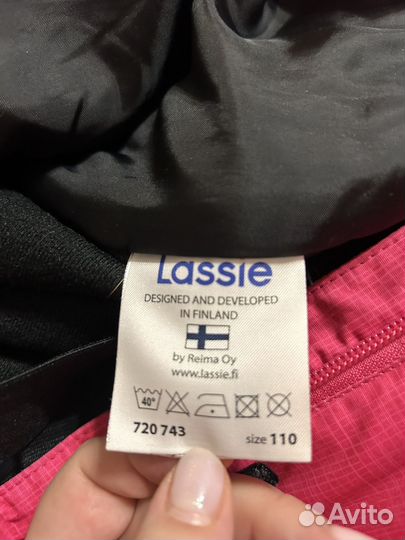 Lassie
DESIGNED AND DEVELOPED
IN FINLAND
by Reima Oy
www.lassie.fi
40°
720 743 size 110
Avito